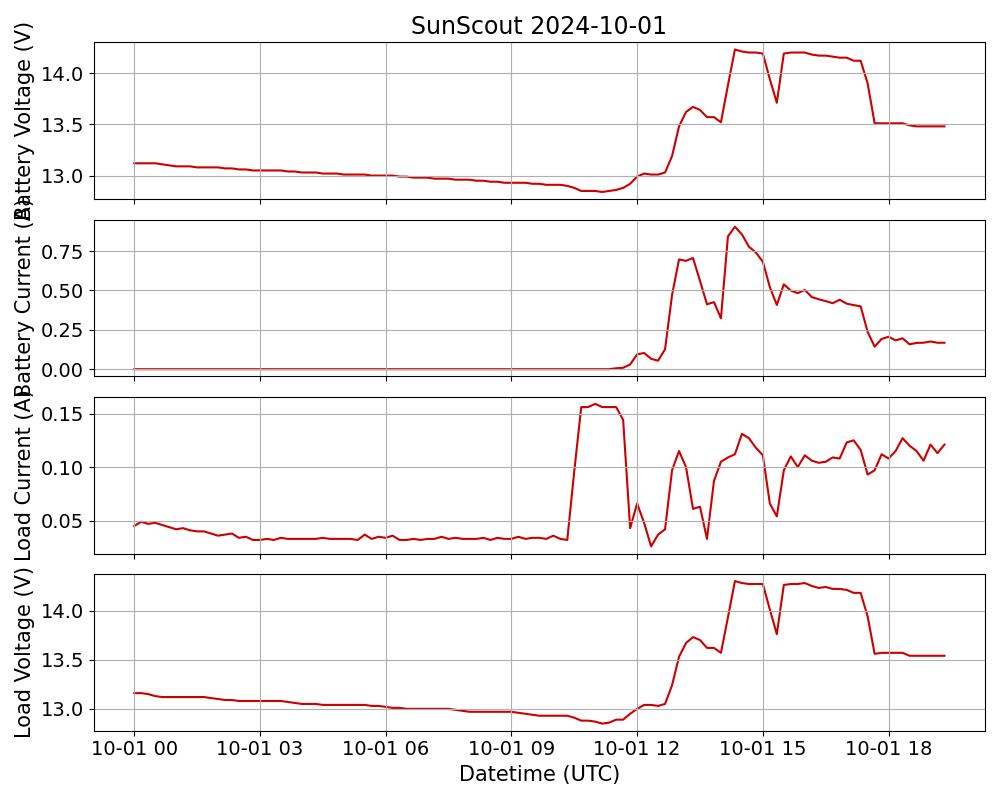 SunScout 2024-10-01
Battery Voltage (V)
14.0
13.5
13.0
Battery Current (A)
0.75
0.50
0.25
0.00
Load Current (A)
0.15
0.10
0.05
Load Voltage (V)
14.0
13.5
13.0
10-01 00 10-01 03 10-01 06 10-01 09 10-01 12 10-01 15 10-01 18
Datetime (UTC)